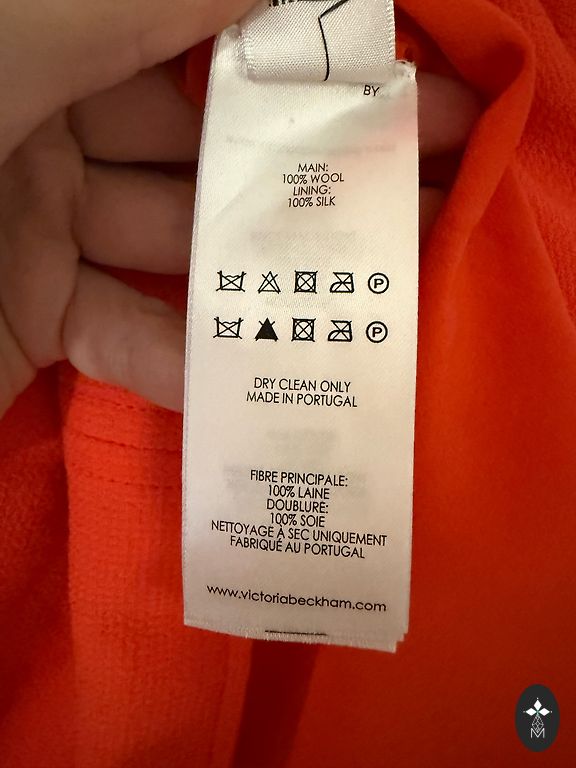 BY
MAIN:
100% WOOL
LINING:
100% SILK
P
P
DRY CLEAN ONLY
MADE IN PORTUGAL
FIBRE PRINCIPALE:
100% LAINE
DOUBLURE:
100% SOIE
NETTOYAGE À SEC UNIQUEMENT
FABRIQUÉ AU PORTUGAL
www.victoriabeckham.com
M